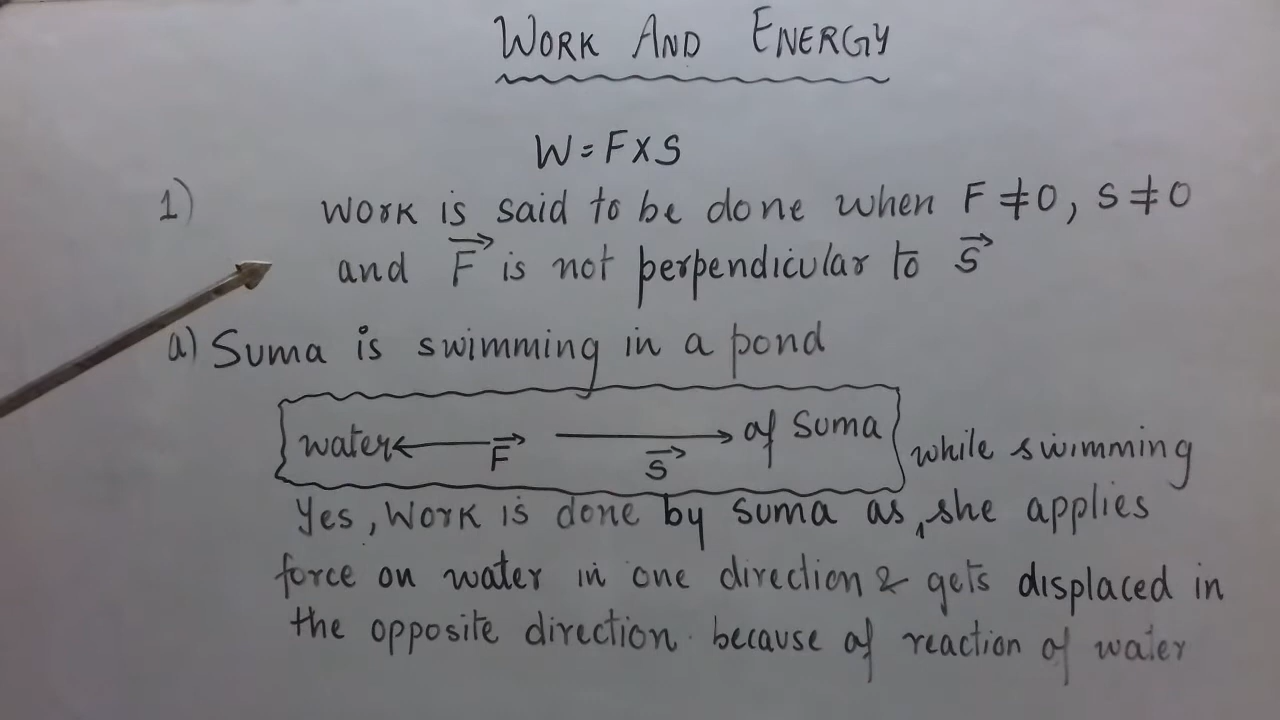 WORK AND ENERGY
W = F X S
1) Work is said to be done when F ≠ 0, S ≠ 0
and F⃗ is not perpendicular to S⃗
a) Suma is swimming in a pond
water ← F⃗ → S⃗ of Suma
Yes, Work is done by Suma as, while swimming she applies
force on water in one direction & gets displaced in
the opposite direction because of reaction of water